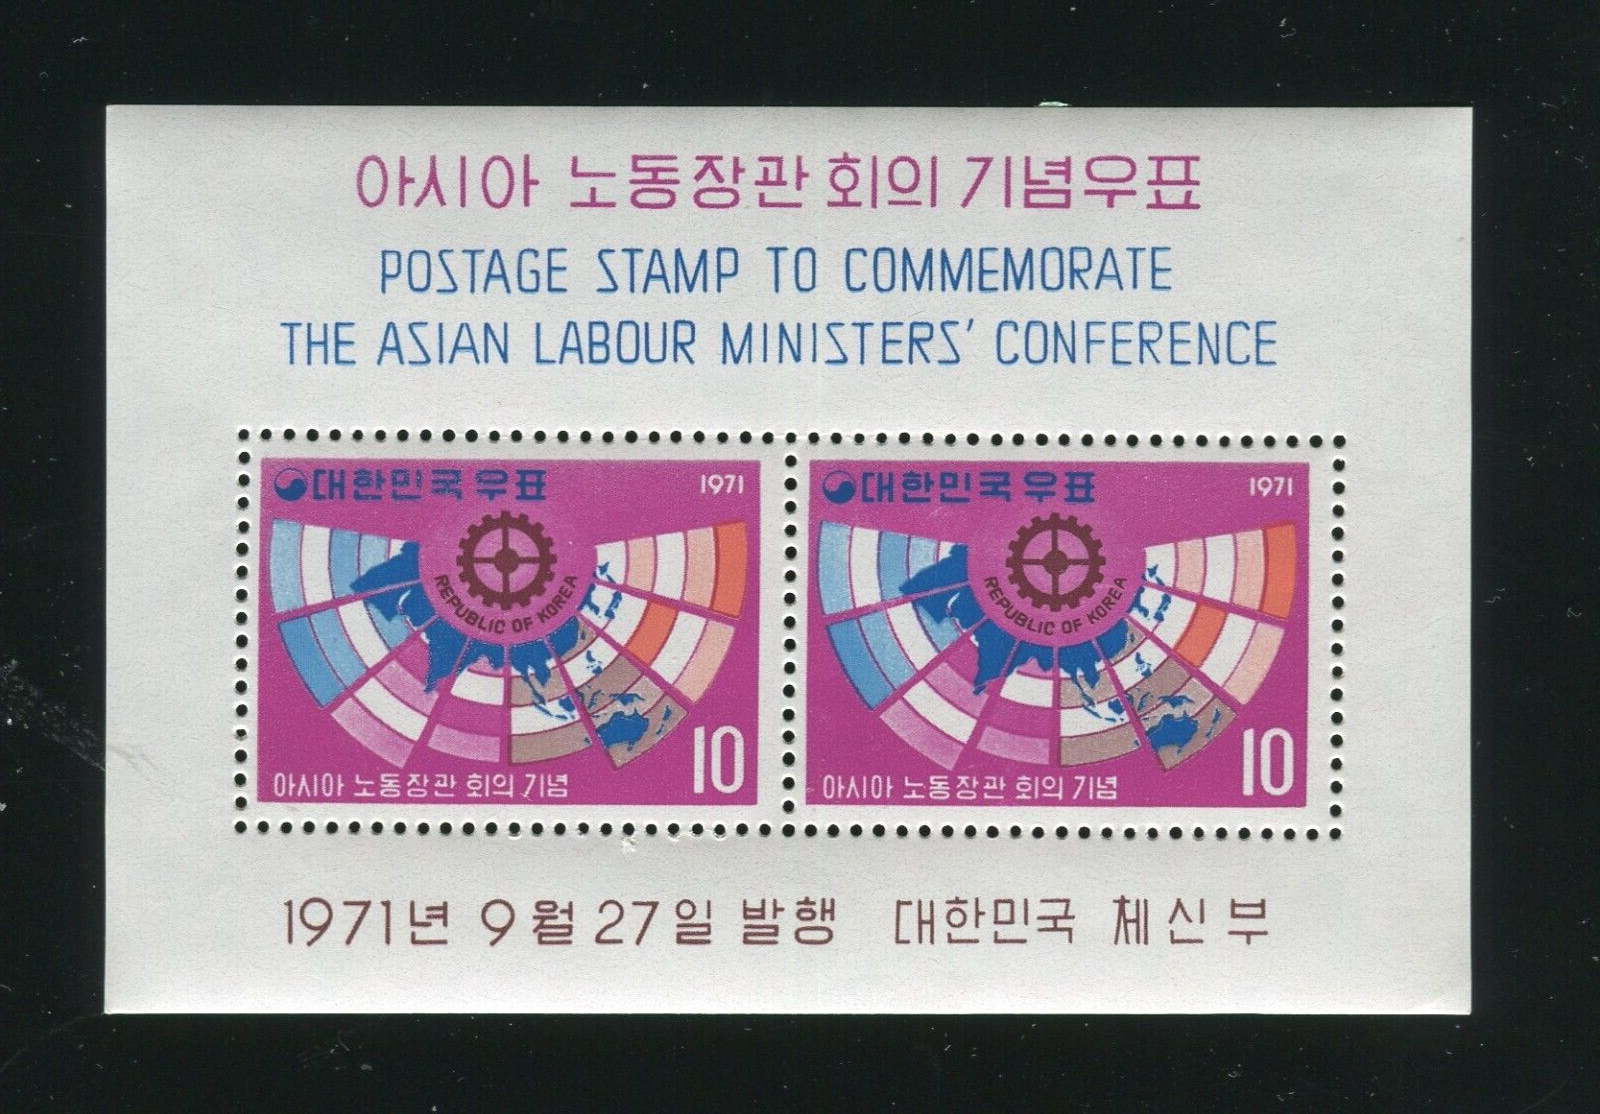 아시아 노동장관 회의 기념우표
POSTAGE STAMP TO COMMEMORATE
THE ASIAN LABOUR MINISTERS' CONFERENCE
대한민국우표 1971
REPUBLIC OF KOREA
아시아 노동장관 회의 기념 10
대한민국우표 1971
REPUBLIC OF KOREA
아시아 노동장관 회의 기념 10
1971년 9월 27일 발행 대한민국 체신부